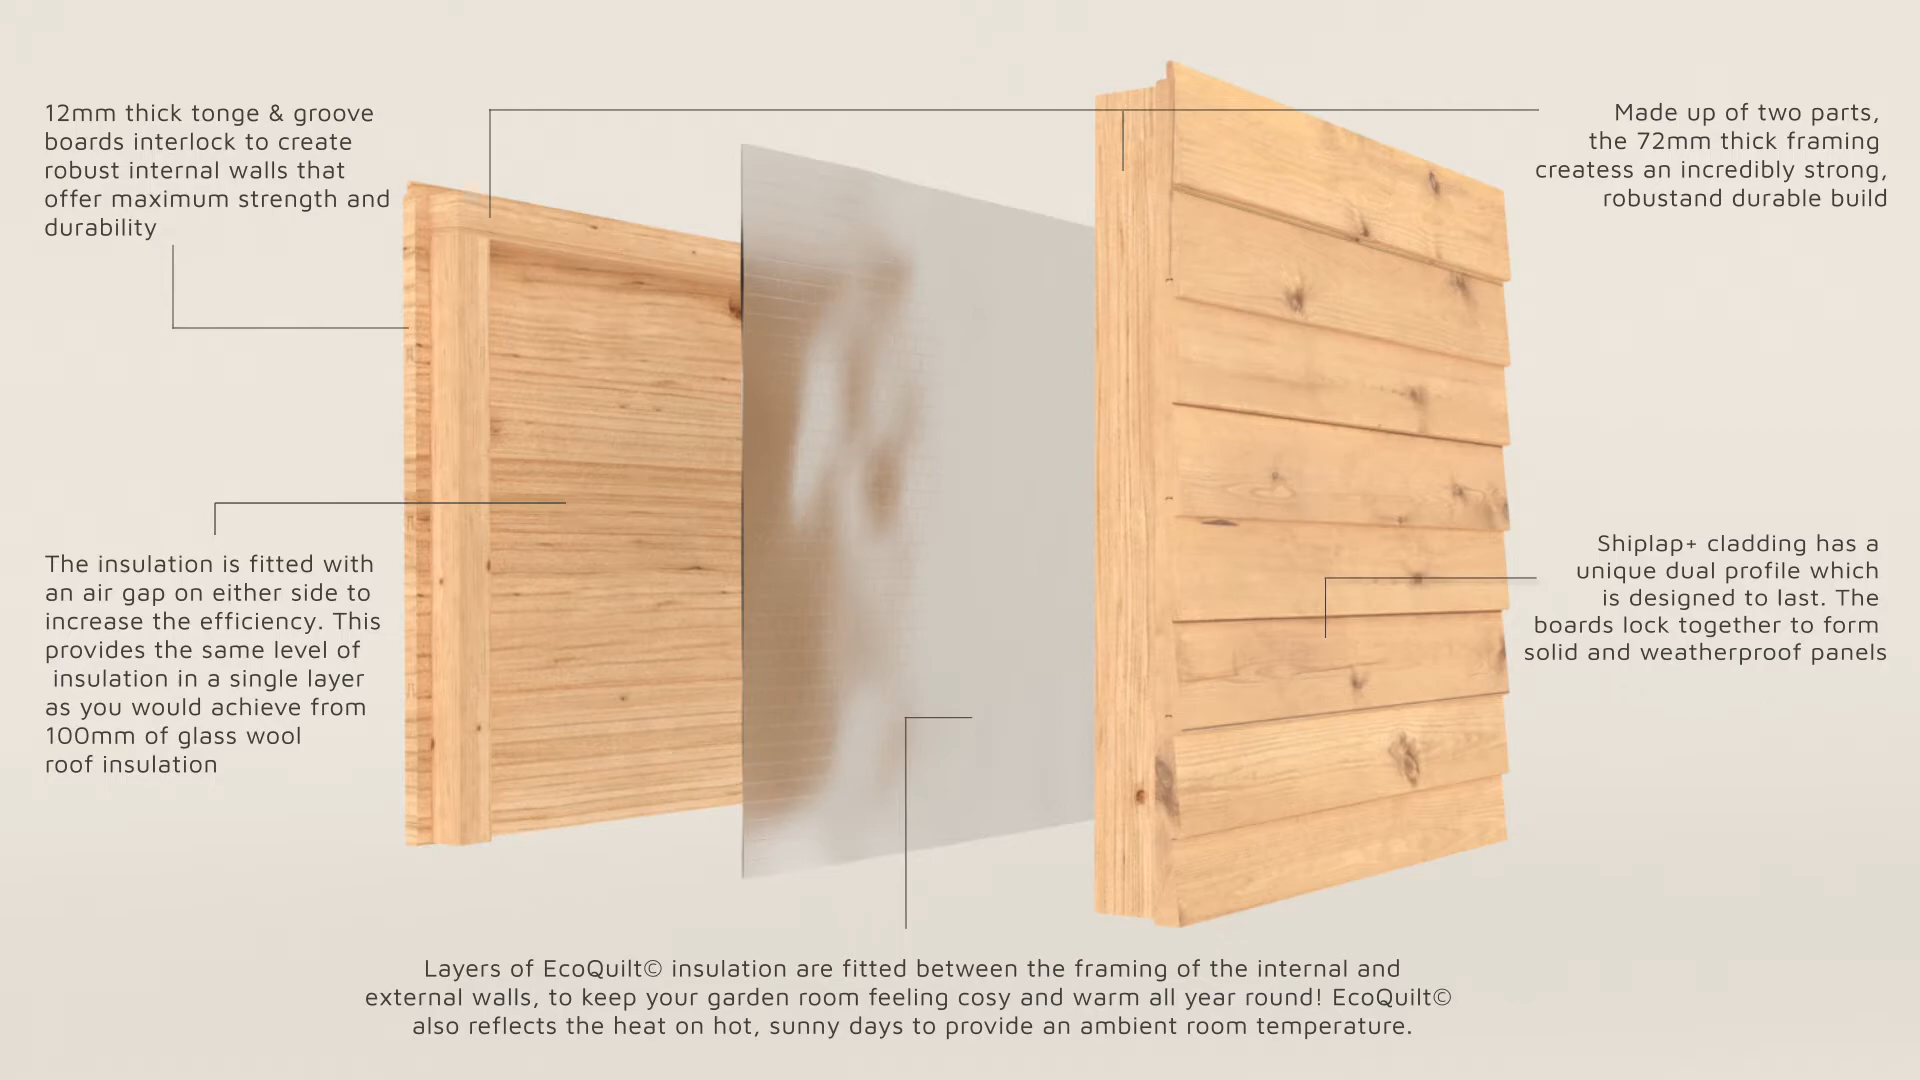 12mm thick tonge & groove
boards interlock to create
robust internal walls that
offer maximum strength and
durability
Made up of two parts,
the 72mm thick framing
createss an incredibly strong,
robustand durable build
The insulation is fitted with
an air gap on either side to
increase the efficiency. This
provides the same level of
insulation in a single layer
as you would achieve from
100mm of glass wool
roof insulation
Shiplap+ cladding has a
unique dual profile which
is designed to last. The
boards lock together to form
solid and weatherproof panels
Layers of EcoQuilt© insulation are fitted between the framing of the internal and
external walls, to keep your garden room feeling cosy and warm all year round! EcoQuilt©
also reflects the heat on hot, sunny days to provide an ambient room temperature.